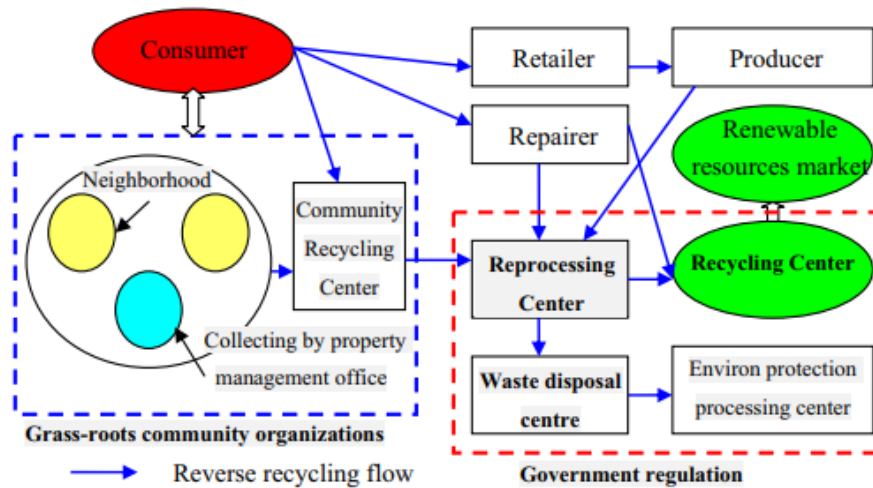 Consumer
Retailer
Producer
Repairer
Renewable
resources market
Neighborhood
Community
Recycling
Center
Reprocessing
Center
Recycling Center
Collecting by property
management office
Waste disposal
centre
Environ protection
processing center
Grass-roots community organizations
Reverse recycling flow
Government regulation